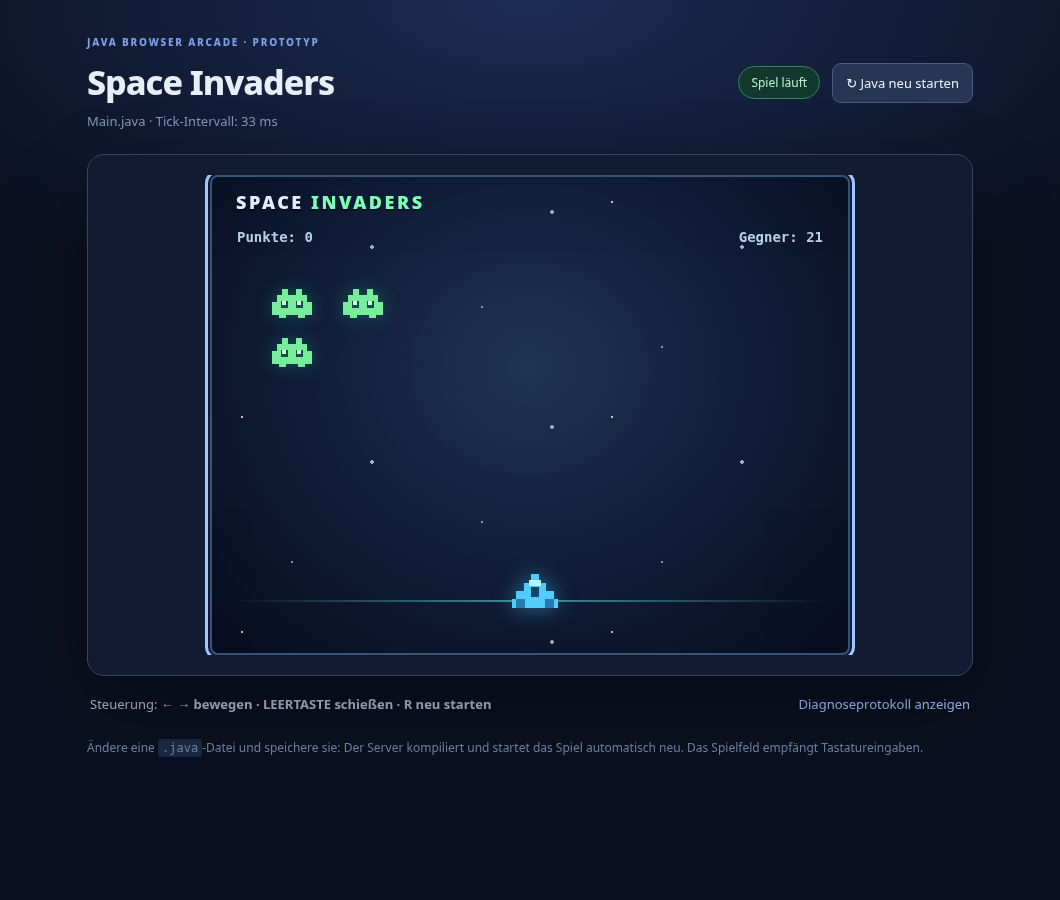 JAVA BROWSER ARCADE · PROTOTYP
Space Invaders
Spiel läuft
↻ Java neu starten
Main.java · Tick-Intervall: 33 ms
SPACE INVADERS
Punkte: 0
Gegner: 21
Steuerung: ← → bewegen · LEERTASTE schießen · R neu starten
Diagnoseprotokoll anzeigen
Ändere eine .java-Datei und speichere sie: Der Server kompiliert und startet das Spiel automatisch neu. Das Spielfeld empfängt Tastatureingaben.